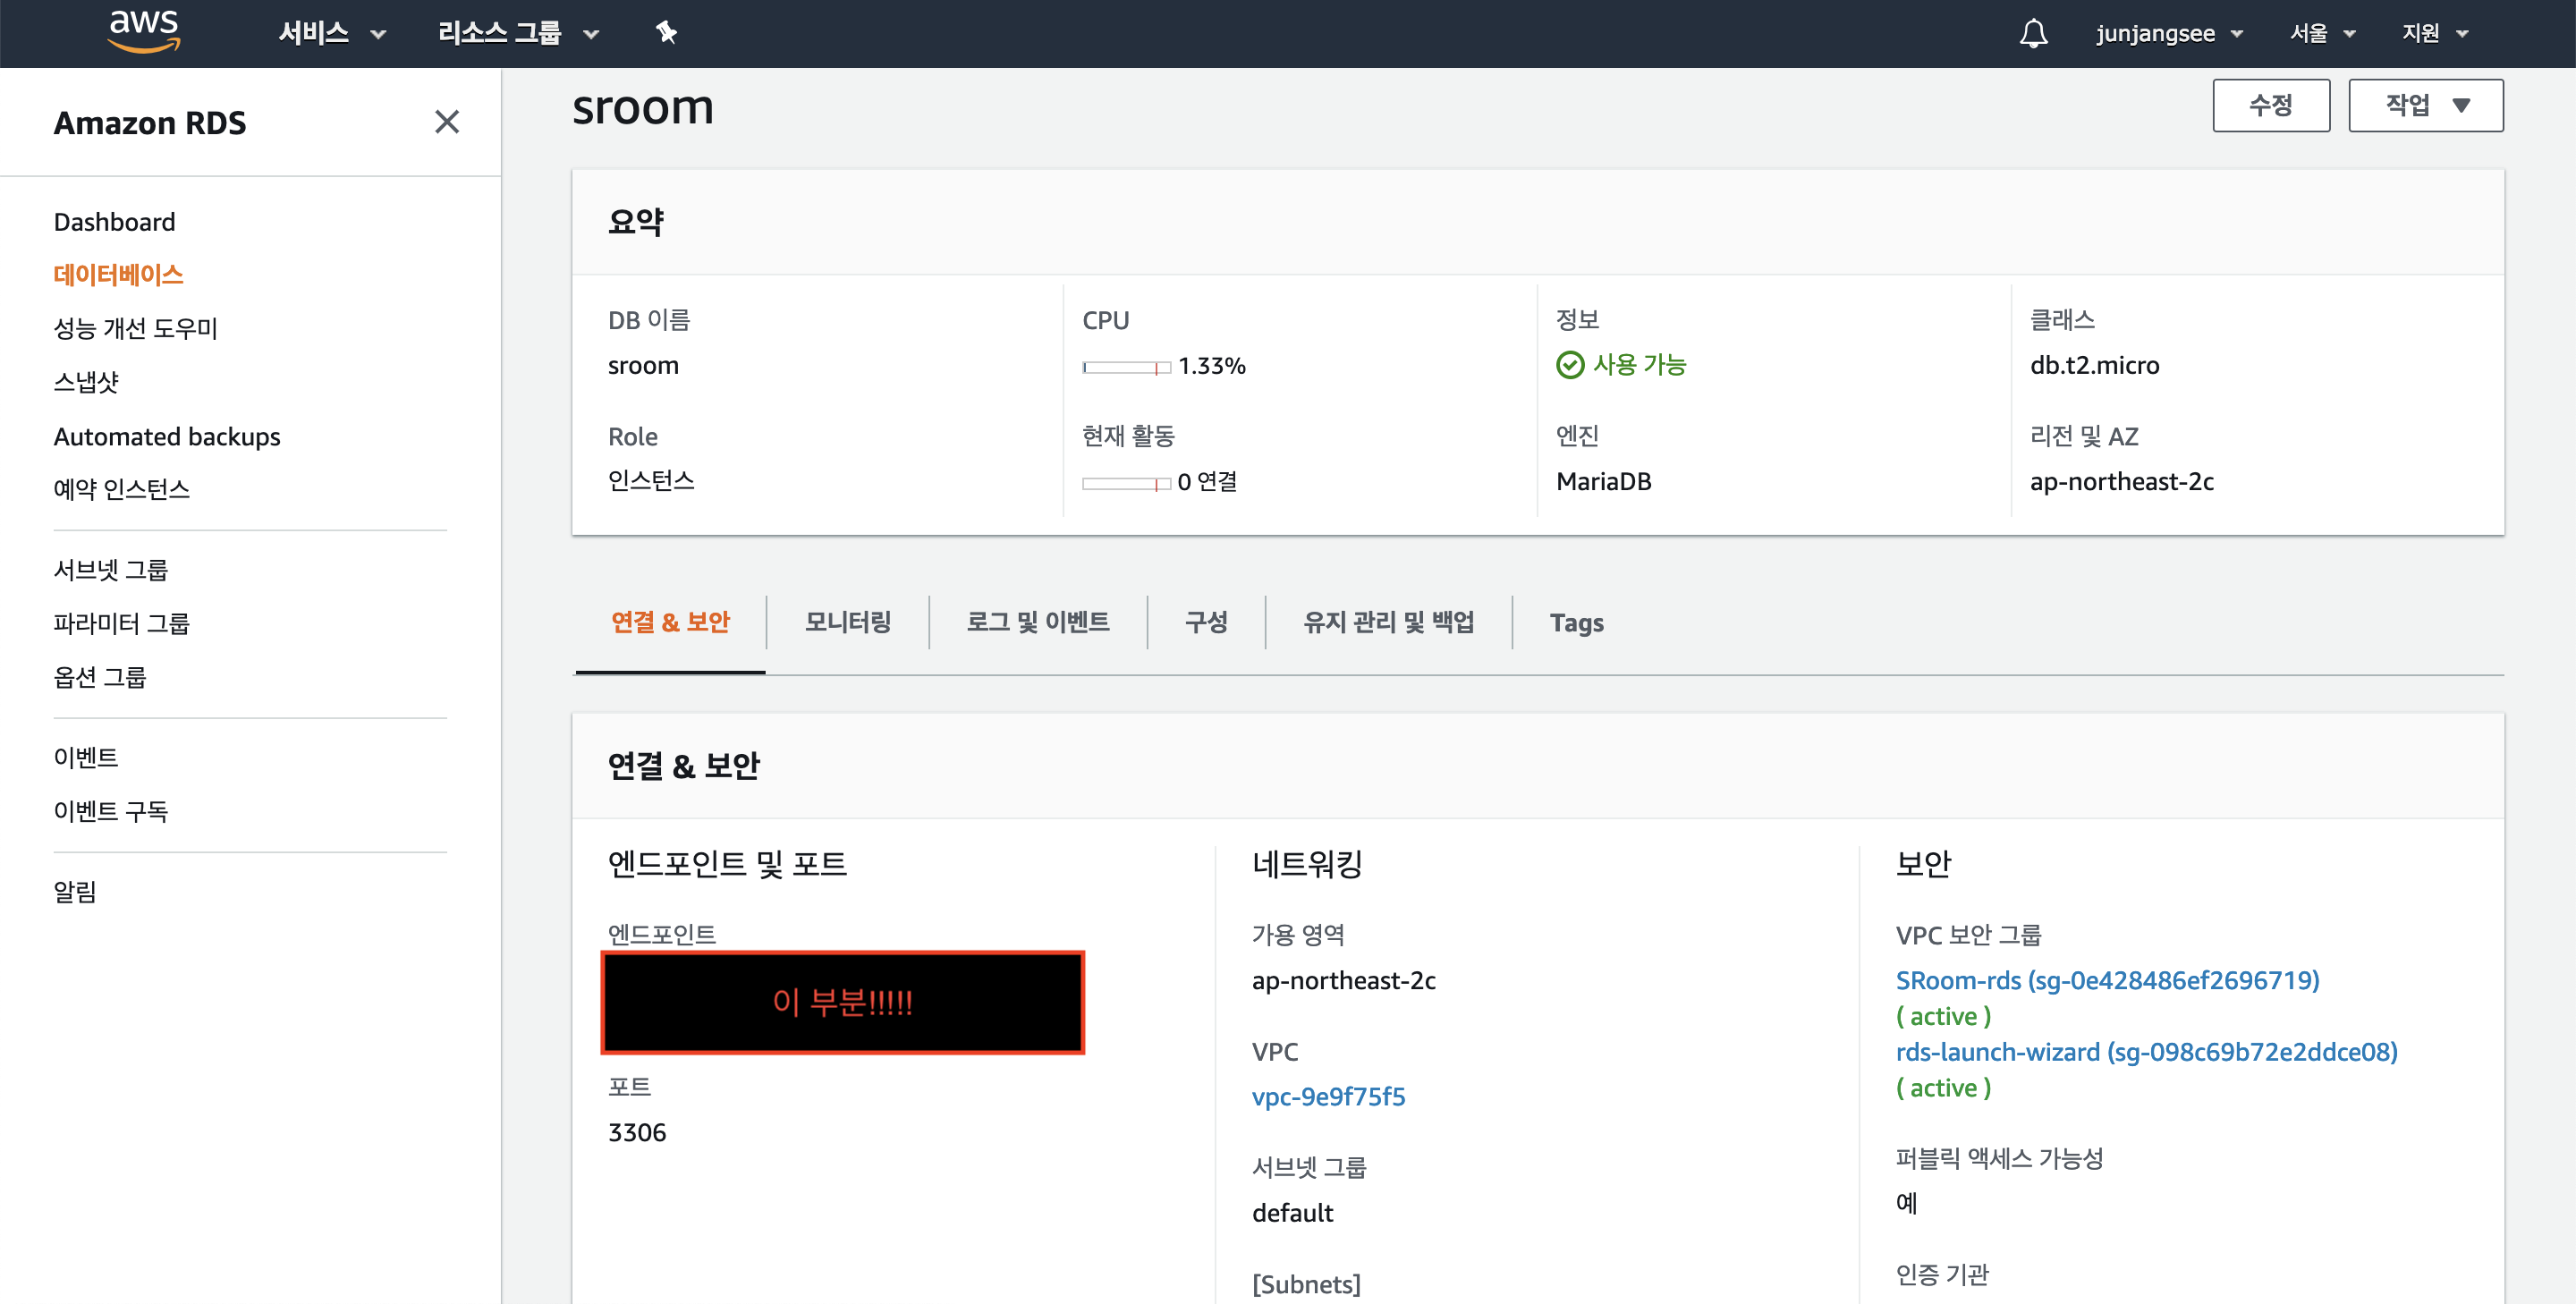 aws
서비스
리소스 그룹
junjangsee
서울
지원
Amazon RDS
Dashboard
데이터베이스
성능 개선 도우미
스냅샷
Automated backups
예약 인스턴스
서브넷 그룹
파라미터 그룹
옵션 그룹
이벤트
이벤트 구독
알림
sroom
수정
작업
요약
DB 이름
sroom
CPU
1.33%
정보
사용 가능
클래스
db.t2.micro
Role
인스턴스
현재 활동
0 연결
엔진
MariaDB
리전 및 AZ
ap-northeast-2c
연결 & 보안
모니터링
로그 및 이벤트
구성
유지 관리 및 백업
Tags
연결 & 보안
엔드포인트 및 포트
엔드포인트
이 부분!!!!!
포트
3306
네트워킹
가용 영역
ap-northeast-2c
VPC
vpc-9e9f75f5
서브넷 그룹
default
[Subnets]
보안
VPC 보안 그룹
SRoom-rds (sg-0e428486ef2696719)
( active )
rds-launch-wizard (sg-098c69b72e2ddce08)
( active )
퍼블릭 액세스 가능성
예
인증 기관